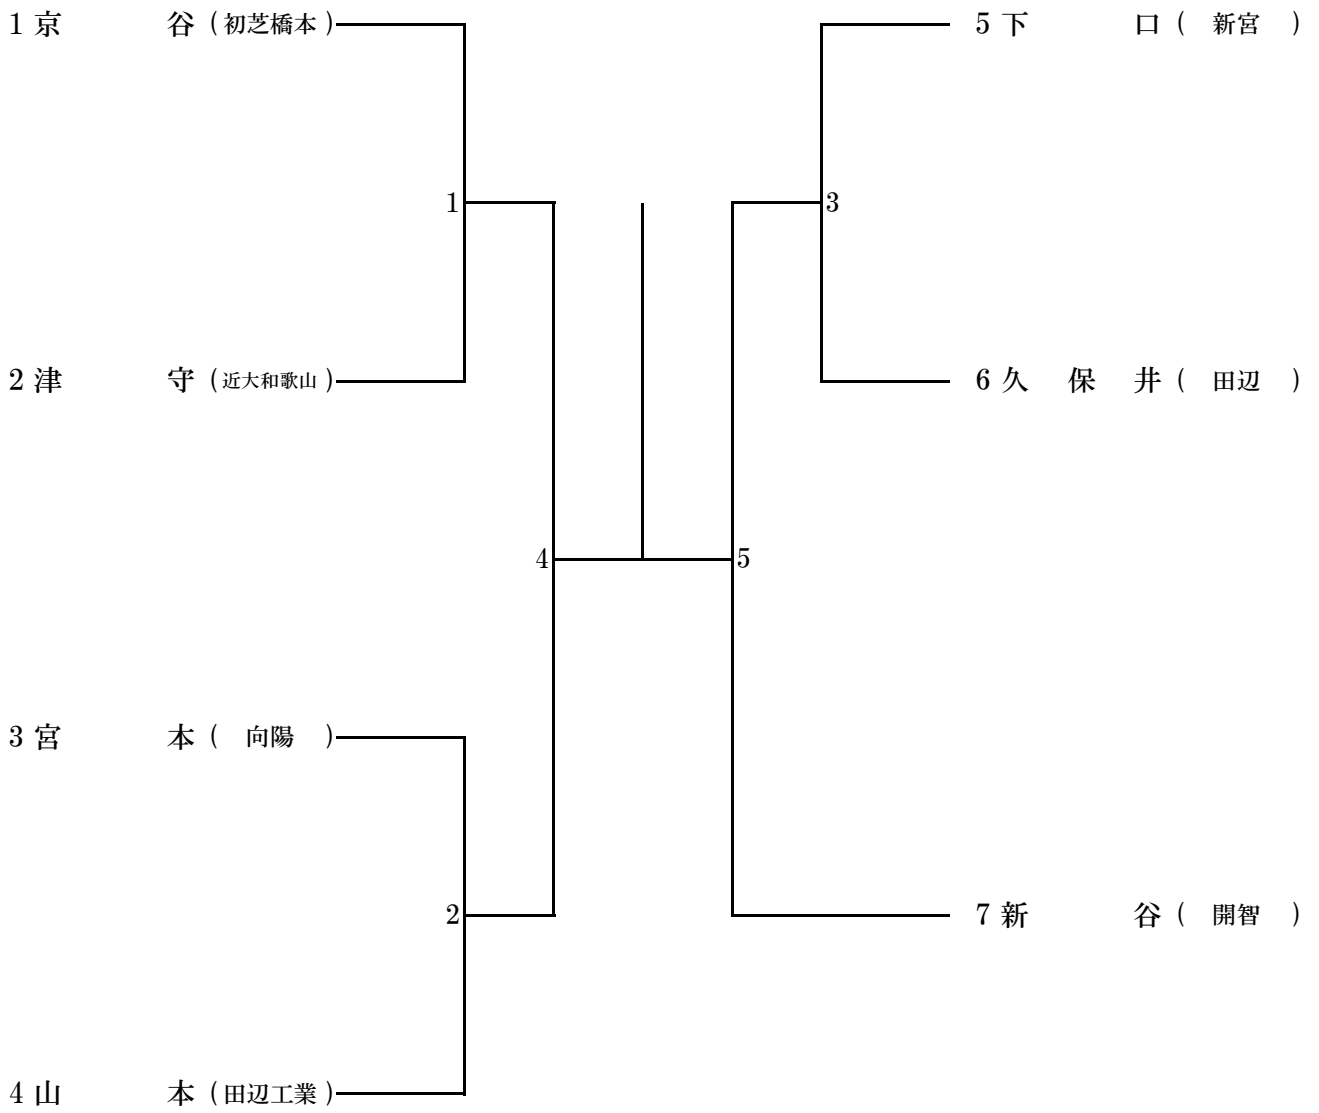 1 京 谷 ( 初芝橋本 )
5 下 口 ( 新宮 )
1
3
2 津 守 ( 近大和歌山 )
6 久 保 井 ( 田辺 )
4
5
3 宮 本 ( 向陽 )
2
7 新 谷 ( 開智 )
4 山 本 ( 田辺工業 )